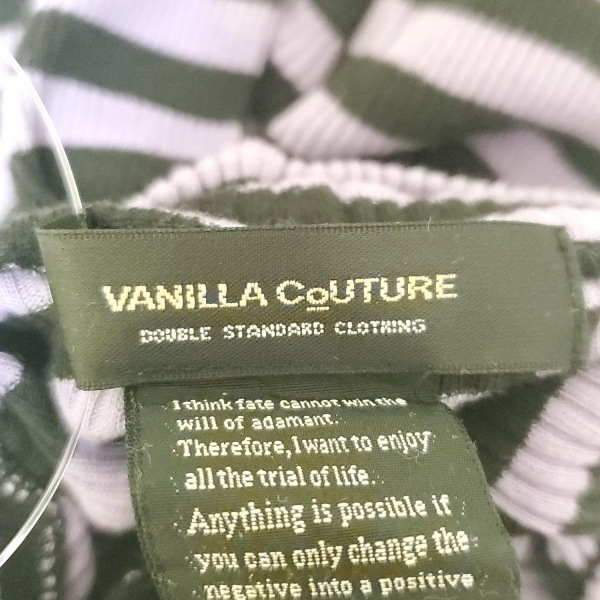 VANILLA CoUTURE
DOUBLE STANDARD CLOTHING
I think fate cannot win the
will of adamant.
Therefore,I want to enjoy
all the trial of life.
Anything is possible if
you can only change the
negative into a positive